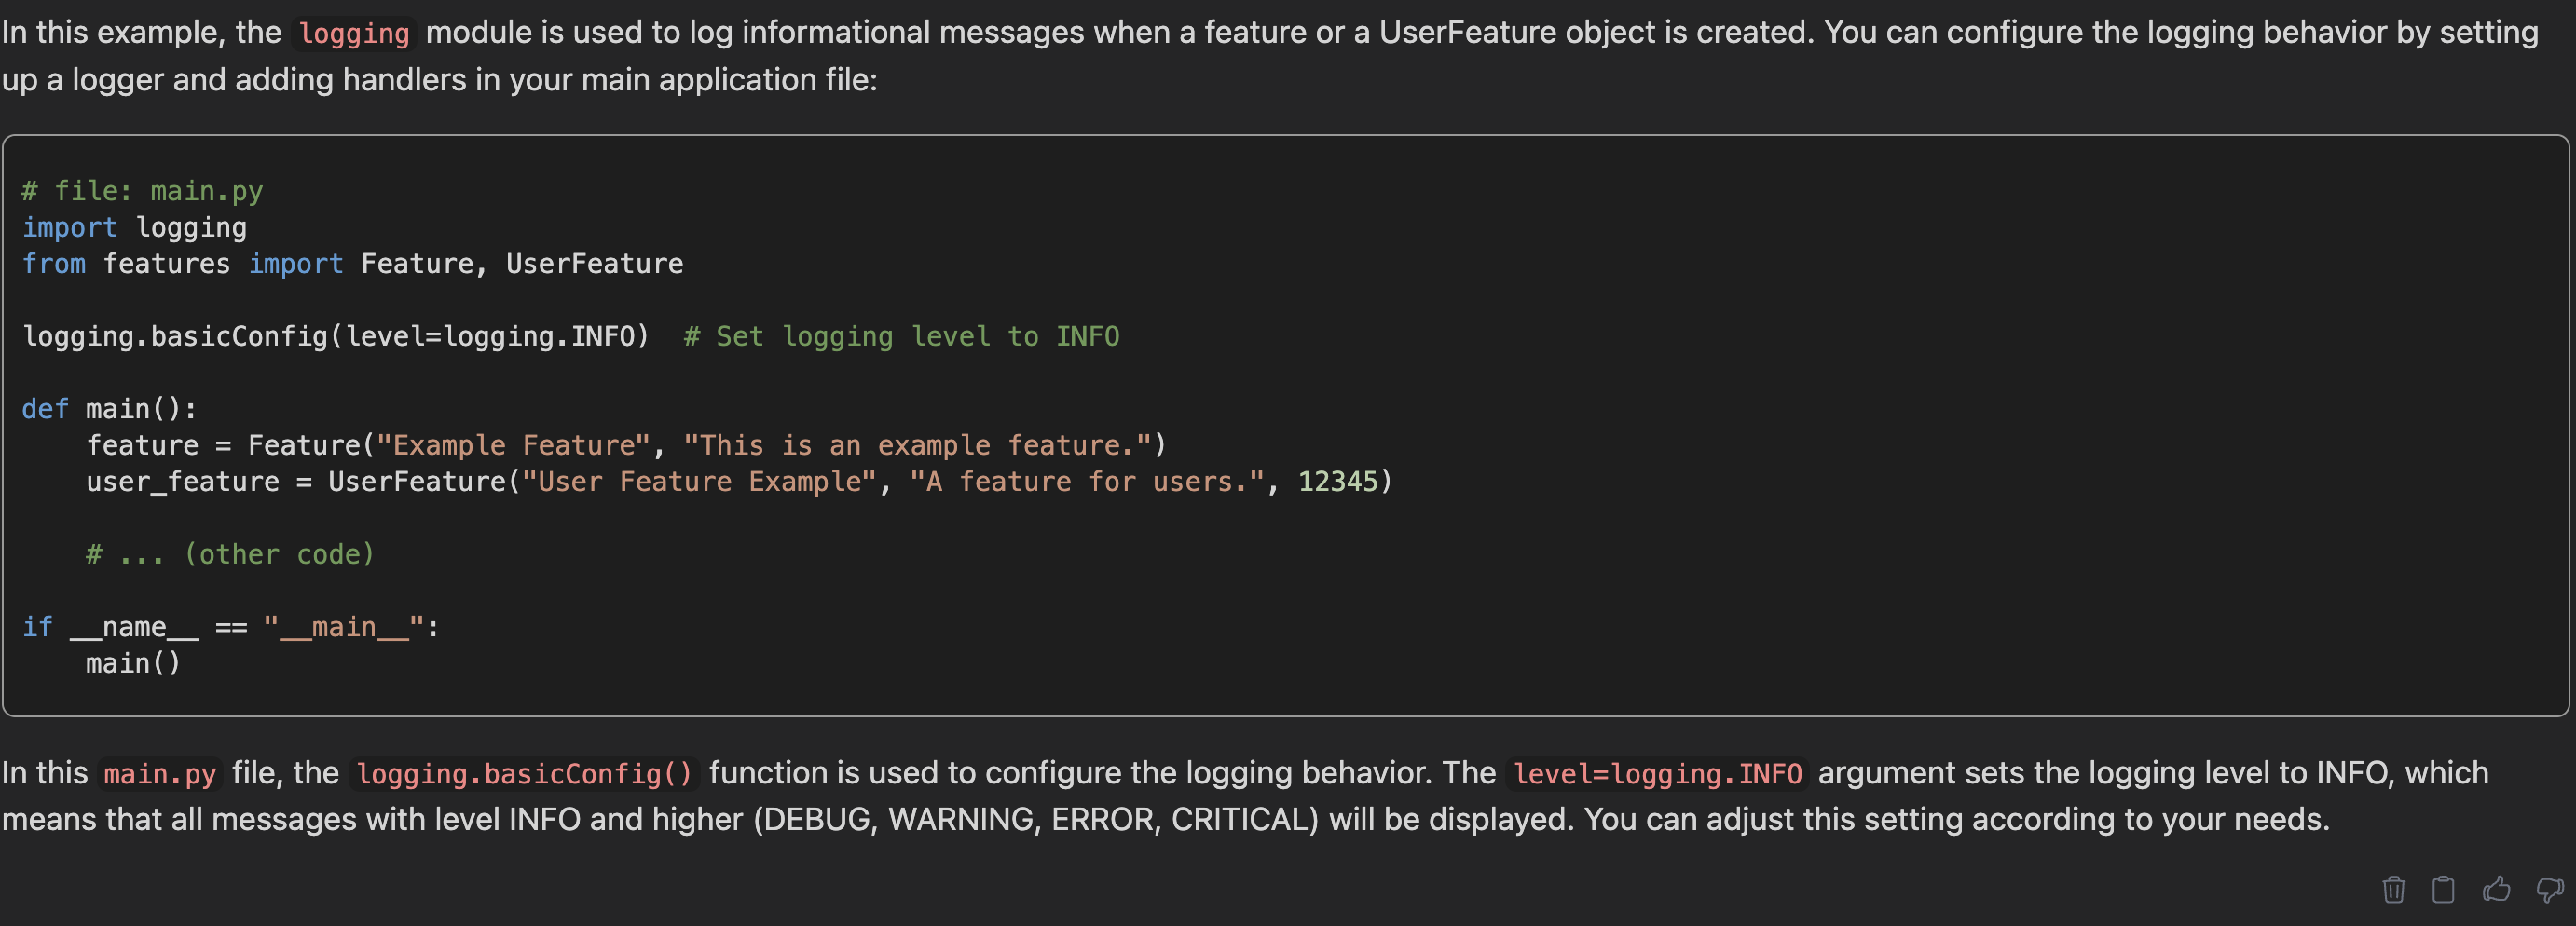 In this example, the logging module is used to log informational messages when a feature or a UserFeature object is created. You can configure the logging behavior by setting
up a logger and adding handlers in your main application file:
# file: main.py
import logging
from features import Feature, UserFeature
logging.basicConfig(level=logging.INFO)  # Set logging level to INFO
def main():
    feature = Feature("Example Feature", "This is an example feature.")
    user_feature = UserFeature("User Feature Example", "A feature for users.", 12345)
    # ... (other code)
if __name__ == "__main__":
    main()
In this main.py file, the logging.basicConfig() function is used to configure the logging behavior. The level=logging.INFO argument sets the logging level to INFO, which
means that all messages with level INFO and higher (DEBUG, WARNING, ERROR, CRITICAL) will be displayed. You can adjust this setting according to your needs.